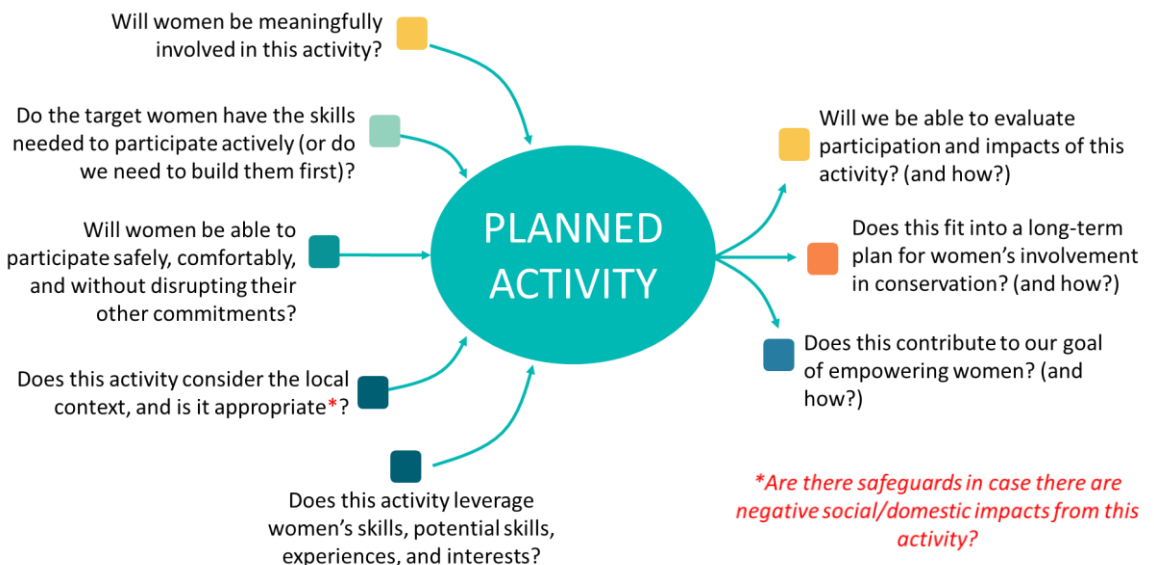 Will women be meaningfully
involved in this activity?
Do the target women have the skills
needed to participate actively (or do
we need to build them first)?
Will women be able to
participate safely, comfortably,
and without disrupting their
other commitments?
Does this activity consider the local
context, and is it appropriate*?
Does this activity leverage
women’s skills, potential skills,
experiences, and interests?
PLANNED
ACTIVITY
Will we be able to evaluate
participation and impacts of this
activity? (and how?)
Does this fit into a long-term
plan for women’s involvement
in conservation? (and how?)
Does this contribute to our goal
of empowering women? (and
how?)
*Are there safeguards in case there are
negative social/domestic impacts from this
activity?